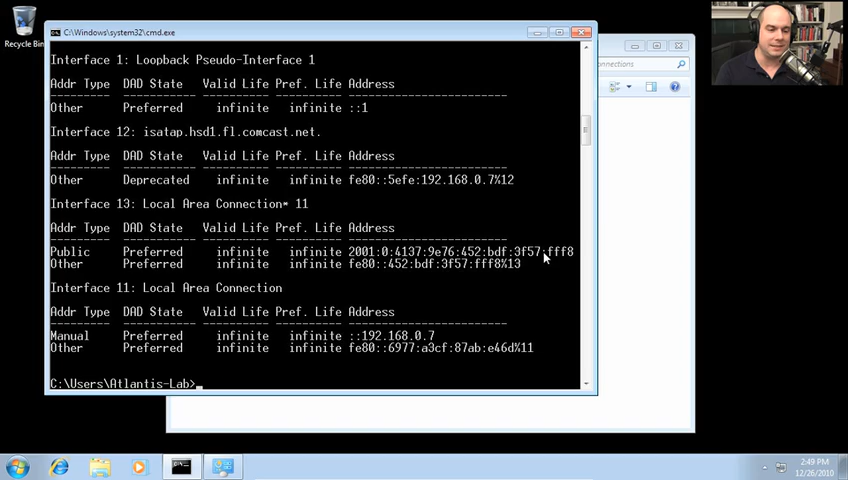 Recycle Bin
C:\Windows\system32\cmd.exe
Interface 1: Loopback Pseudo-Interface 1
Addr Type DAD State Valid Life Pref. Life Address
--------- ----------- ---------- ---------- ------------------------
Other Preferred infinite infinite ::1
Interface 12: isatap.hsd1.fl.comcast.net.
Addr Type DAD State Valid Life Pref. Life Address
--------- ----------- ---------- ---------- ------------------------
Other Deprecated infinite infinite fe80::5efe:192.168.0.7%12
Interface 13: Local Area Connection* 11
Addr Type DAD State Valid Life Pref. Life Address
--------- ----------- ---------- ---------- ------------------------
Public Preferred infinite infinite 2001:0:4137:9e76:452:bdf:3f57:fff8
Other Preferred infinite infinite fe80::452:bdf:3f57:fff8%13
Interface 11: Local Area Connection
Addr Type DAD State Valid Life Pref. Life Address
--------- ----------- ---------- ---------- ------------------------
Manual Preferred infinite infinite ::192.168.0.7
Other Preferred infinite infinite fe80::6977:a3cf:87ab:e46d%11
C:\Users\Atlantis-Lab>_
2:49 PM
12/26/2010